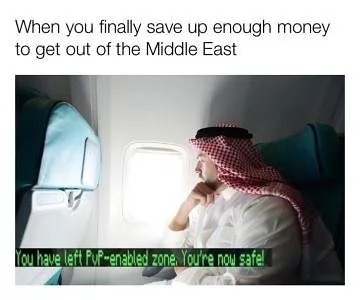 When you finally save up enough money
to get out of the Middle East
You have left PvP-enabled zone. You're now safe!